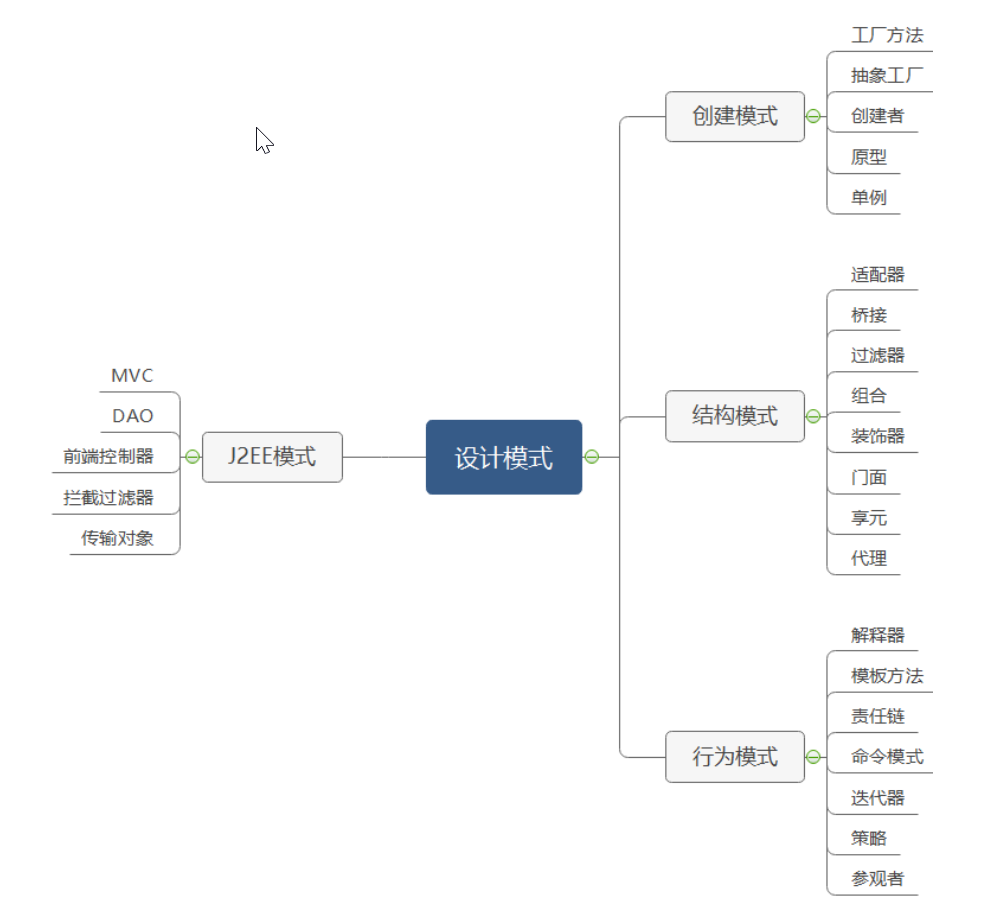 设计模式
创建模式
工厂方法
抽象工厂
创建者
原型
单例
结构模式
适配器
桥接
过滤器
组合
装饰器
门面
享元
代理
行为模式
解释器
模板方法
责任链
命令模式
迭代器
策略
参观者
J2EE模式
MVC
DAO
前端控制器
拦截过滤器
传输对象